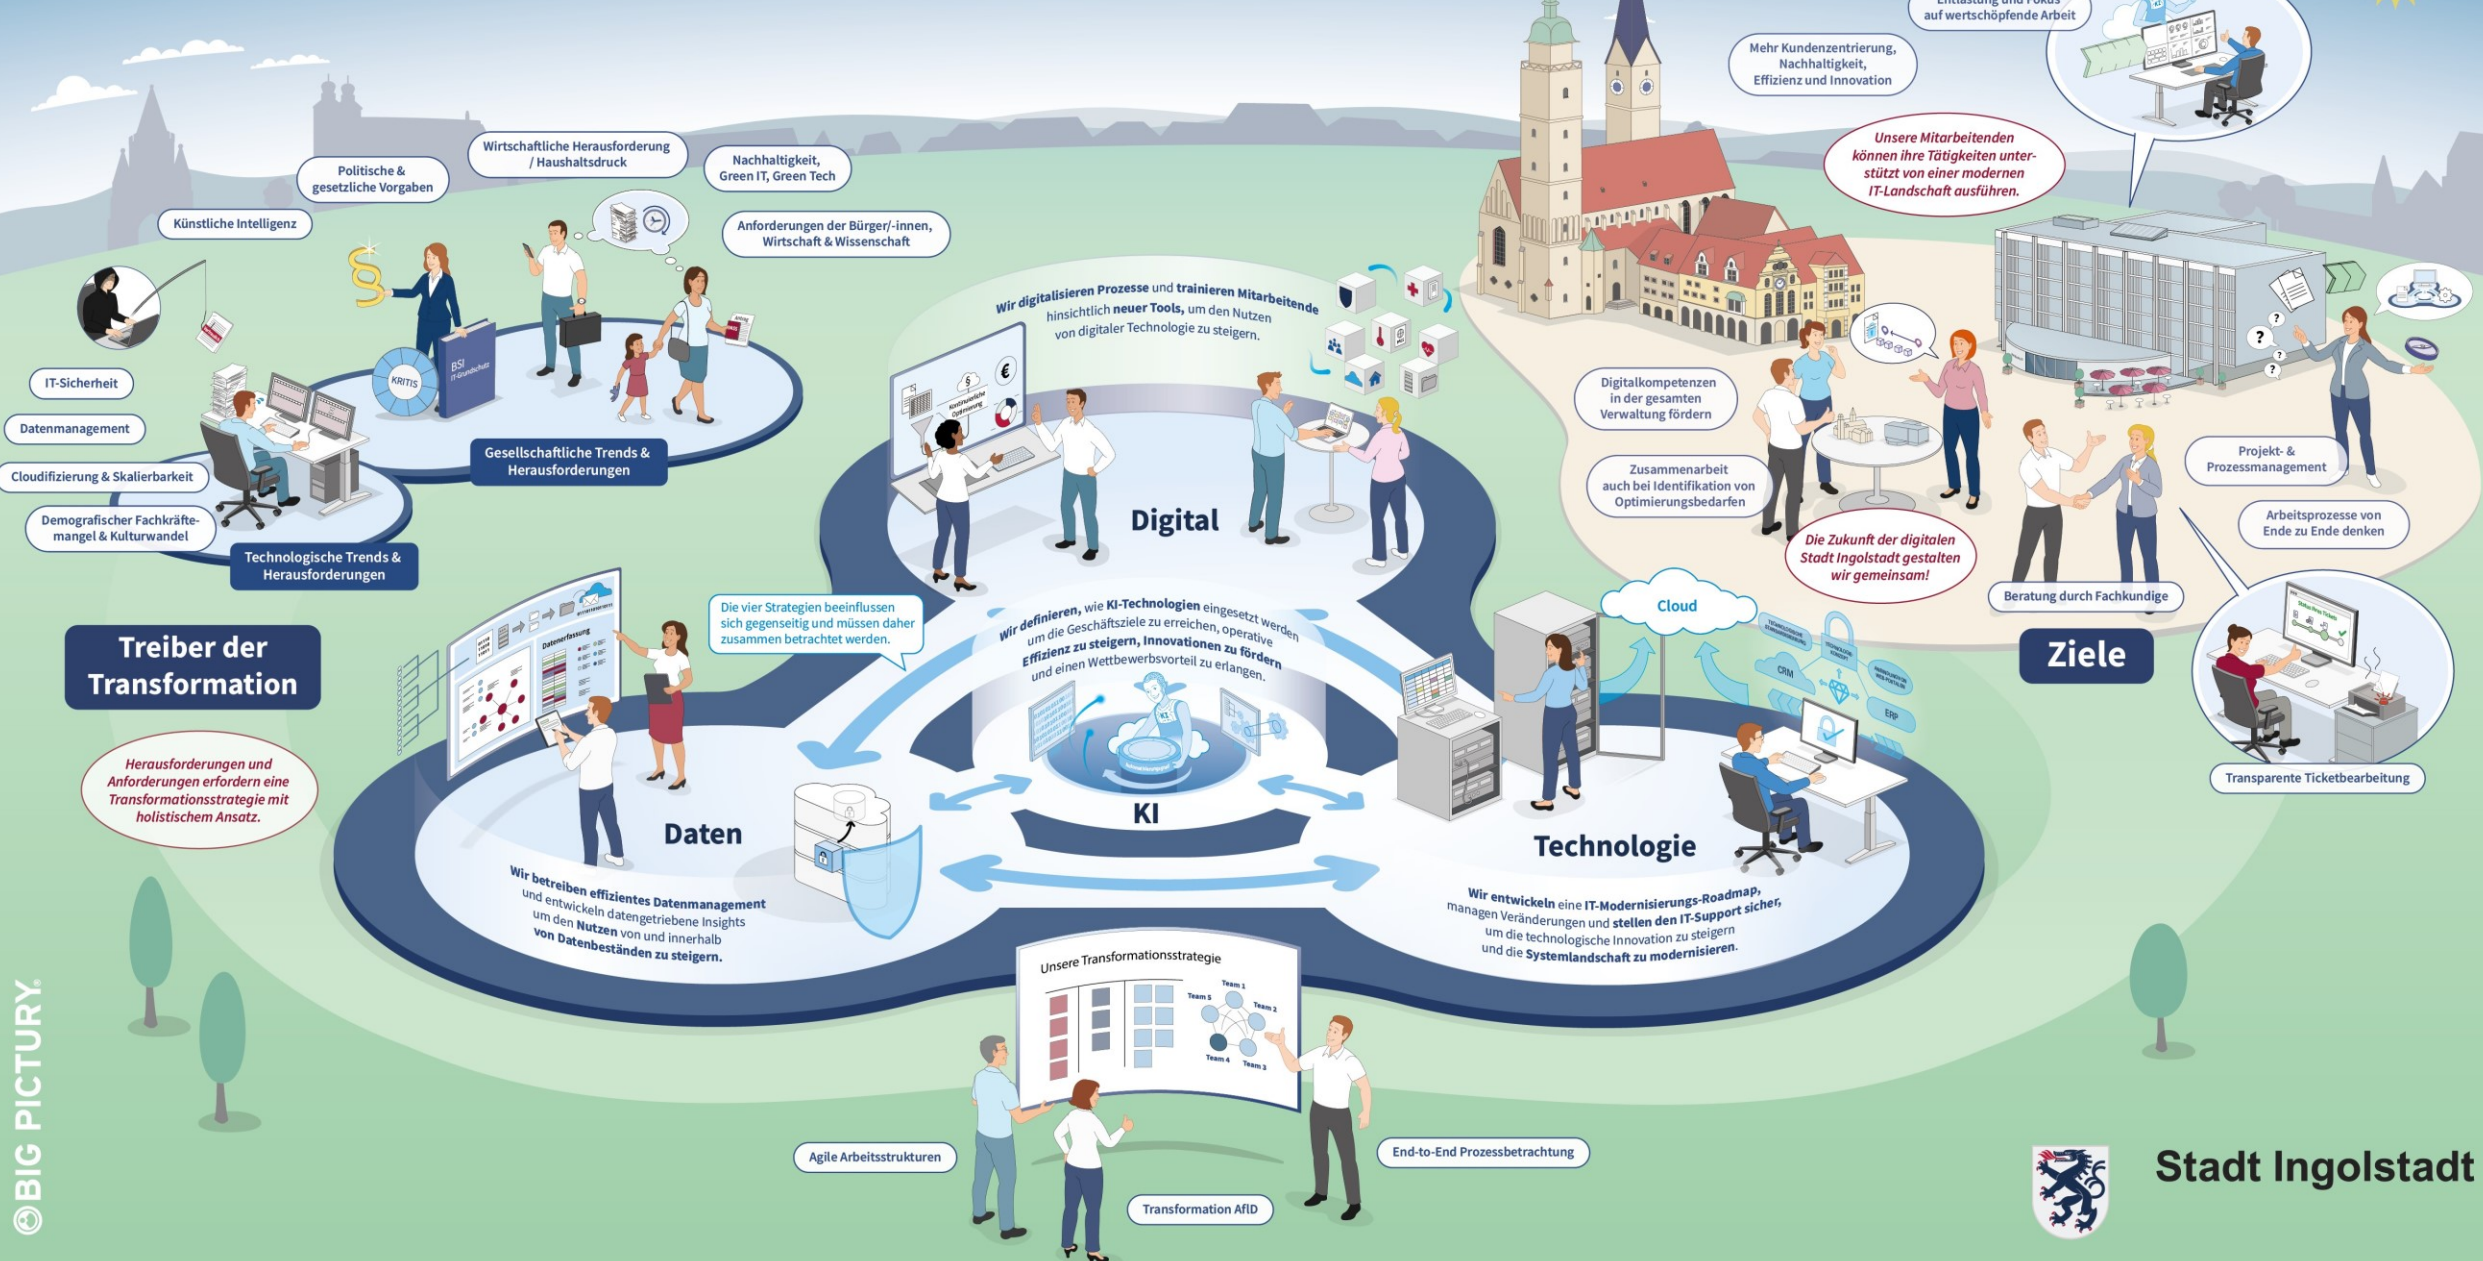 Entlastung und Fokus
auf wertschöpfende Arbeit
KI
Mehr Kundenzentrierung,
Nachhaltigkeit,
Effizienz und Innovation
Unsere Mitarbeitenden
können ihre Tätigkeiten unter-
stützt von einer modernen
IT-Landschaft ausführen.
Wirtschaftliche Herausforderung
/ Haushaltsdruck
Politische &
gesetzliche Vorgaben
Nachhaltigkeit,
Green IT, Green Tech
Künstliche Intelligenz
Anforderungen der Bürger/-innen,
Wirtschaft & Wissenschaft
§
Antrag
KRITIS
BSI
IT-Grundschutz
IT-Sicherheit
Datenmanagement
Cloudifizierung & Skalierbarkeit
Demografischer Fachkräfte-
mangel & Kulturwandel
Gesellschaftliche Trends &
Herausforderungen
Technologische Trends &
Herausforderungen
Treiber der
Transformation
Herausforderungen und
Anforderungen erfordern eine
Transformationsstrategie mit
holistischem Ansatz.
Wir digitalisieren Prozesse und trainieren Mitarbeitende
hinsichtlich neuer Tools, um den Nutzen
von digitaler Technologie zu steigern.
§
€
Kontinuierliche
Optimierung
Digital
Digitalkompetenzen
in der gesamten
Verwaltung fördern
Zusammenarbeit
auch bei Identifikation von
Optimierungsbedarfen
?
?
?
?
Projekt- &
Prozessmanagement
Arbeitsprozesse von
Ende zu Ende denken
Die Zukunft der digitalen
Stadt Ingolstadt gestalten
wir gemeinsam!
Beratung durch Fachkundige
Ziele
Transparente Ticketbearbeitung
Die vier Strategien beeinflussen
sich gegenseitig und müssen daher
zusammen betrachtet werden.
Wir definieren, wie KI-Technologien eingesetzt werden
um die Geschäftsziele zu erreichen, operative
Effizienz zu steigern, Innovationen zu fördern
und einen Wettbewerbsvorteil zu erlangen.
KI
KI
Datenerfassung
Daten
Wir betreiben effizientes Datenmanagement
und entwickeln datengetriebene Insights
um den Nutzen von und innerhalb
von Datenbeständen zu steigern.
Cloud
CRM
ERP
Technologie
Wir entwickeln eine IT-Modernisierungs-Roadmap,
managen Veränderungen und stellen den IT-Support sicher,
um die technologische Innovation zu steigern
und die Systemlandschaft zu modernisieren.
Unsere Transformationsstrategie
Team 1
Team 5
Team 2
Team 4
Team 3
Agile Arbeitsstrukturen
End-to-End Prozessbetrachtung
Transformation AflD
BIG PICTURY®
Stadt Ingolstadt